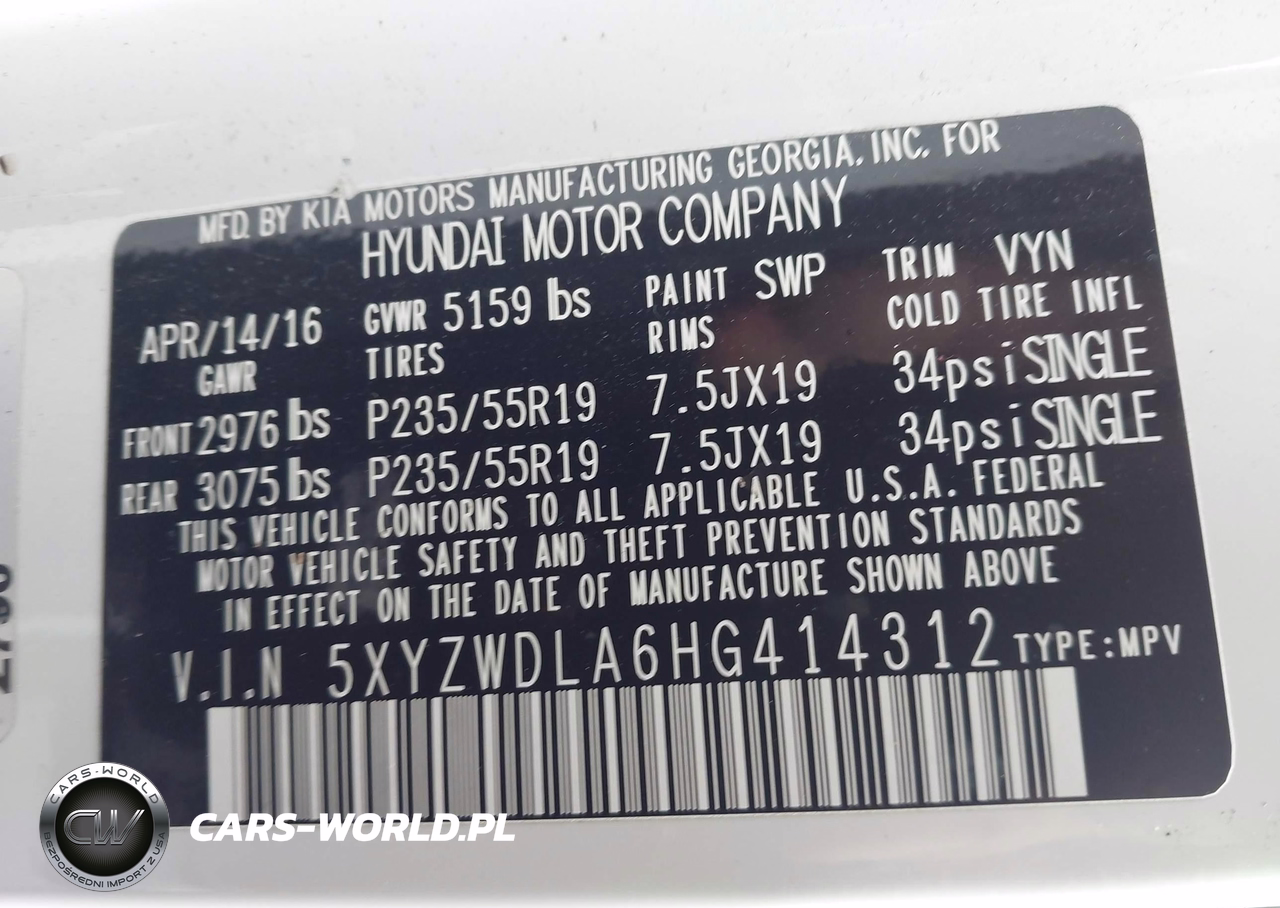 MFD. BY KIA MOTORS MANUFACTURING GEORGIA, INC. FOR
HYUNDAI MOTOR COMPANY
APR/14/16 GVWR 5159 lbs PAINT SWP TRIM VYN
GAWR TIRES RIMS COLD TIRE INFL
FRONT 2976 lbs P235/55R19 7.5JX19 34psi SINGLE
REAR 3075 lbs P235/55R19 7.5JX19 34psi SINGLE
THIS VEHICLE CONFORMS TO ALL APPLICABLE U.S.A. FEDERAL
MOTOR VEHICLE SAFETY AND THEFT PREVENTION STANDARDS
IN EFFECT ON THE DATE OF MANUFACTURE SHOWN ABOVE
V.I.N 5XYZWDLA6HG414312 TYPE:MPV
CARS-WORLD
CW
BEZPOŚREDNI IMPORT Z USA
CARS-WORLD.PL